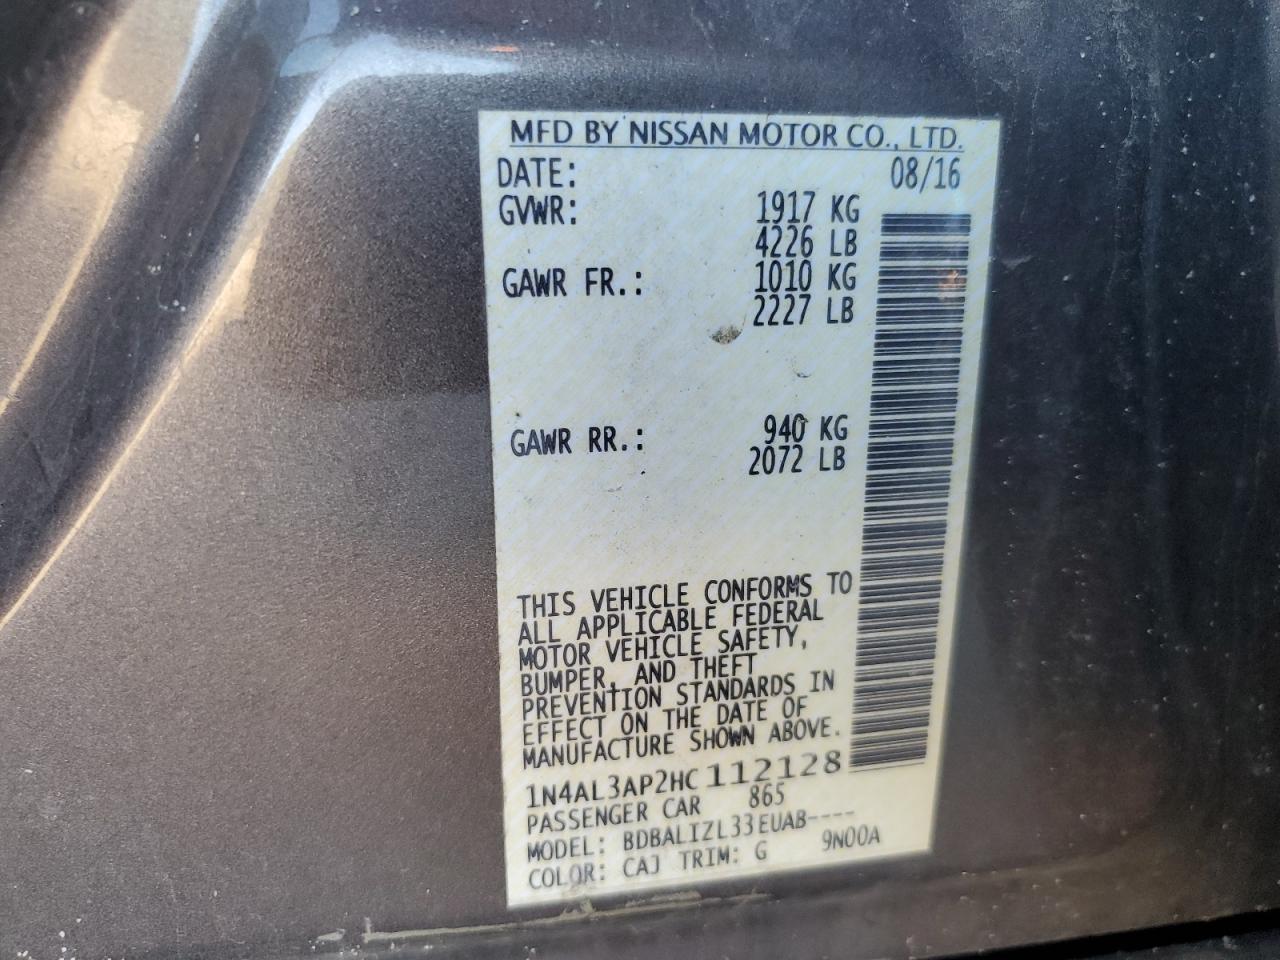 MFD BY NISSAN MOTOR CO., LTD.
DATE: 08/16
GVWR: 1917 KG
4226 LB
GAWR FR.: 1010 KG
2227 LB
GAWR RR.: 940 KG
2072 LB
THIS VEHICLE CONFORMS TO
ALL APPLICABLE FEDERAL
MOTOR VEHICLE SAFETY,
BUMPER, AND THEFT
PREVENTION STANDARDS IN
EFFECT ON THE DATE OF
MANUFACTURE SHOWN ABOVE.
1N4AL3AP2HC112128
PASSENGER CAR 865
MODEL: BDBALIZL33EUAB----
COLOR: CAJ TRIM: G 9N00A